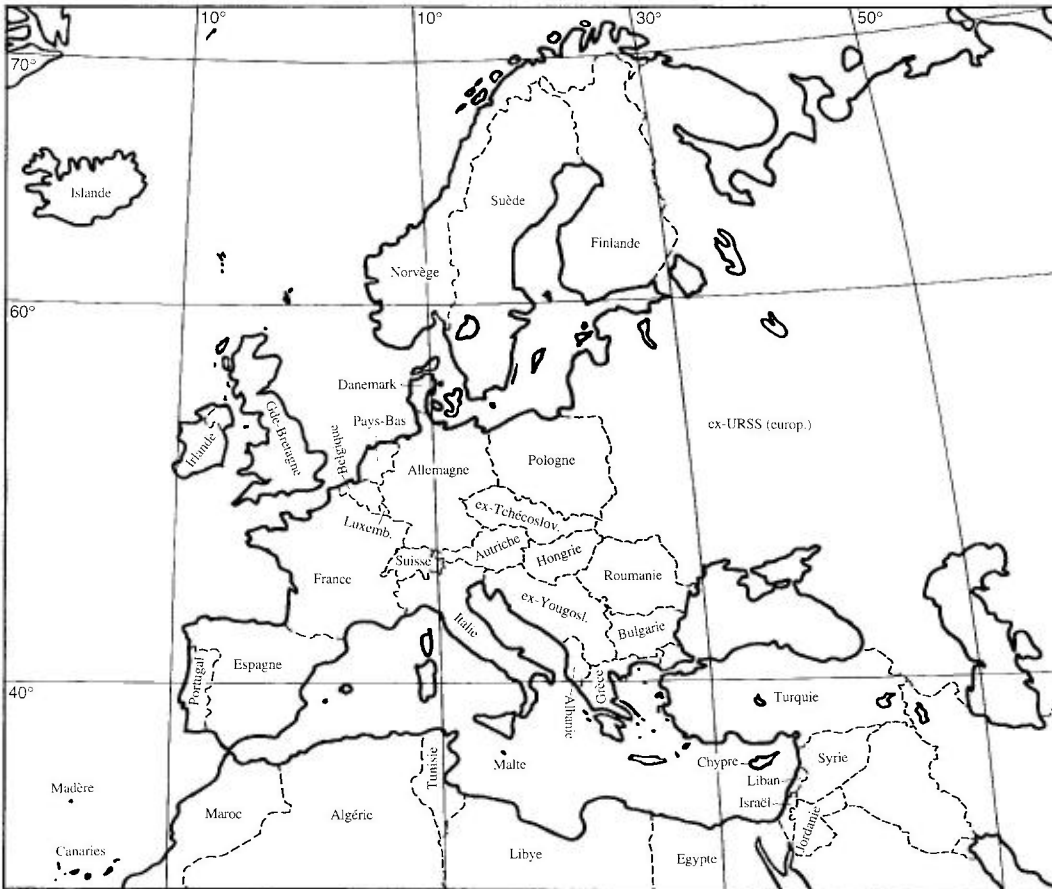 10°
10°
30°
50°
70°
Islande
Suède
Finlande
Norvège
60°
Danemark
Pays-Bas
Gde-Bretagne
Irlande
Belgique
ex-URSS (europ.)
Allemagne
Pologne
ex-Tchécoslov.
Luxemb.
Autriche
Hongrie
Suisse
France
Roumanie
ex-Yougosl.
Italie
Bulgarie
Portugal
Espagne
40°
Grèce
Albanie
Turquie
Tunisie
Malte
Chypre
Syrie
Liban
Israël
Jordanie
Madère
Maroc
Algérie
Canaries
Libye
Egypte